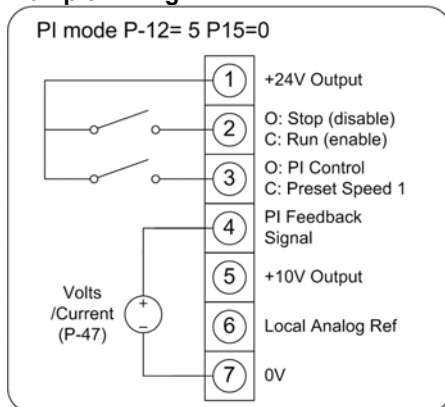 PI mode P-12= 5 P15=0
1
+24V Output
2
O: Stop (disable)
C: Run (enable)
3
O: PI Control
C: Preset Speed 1
4
PI Feedback
Signal
5
+10V Output
Volts
/Current
(P-47)
+
−
6
Local Analog Ref
7
0V